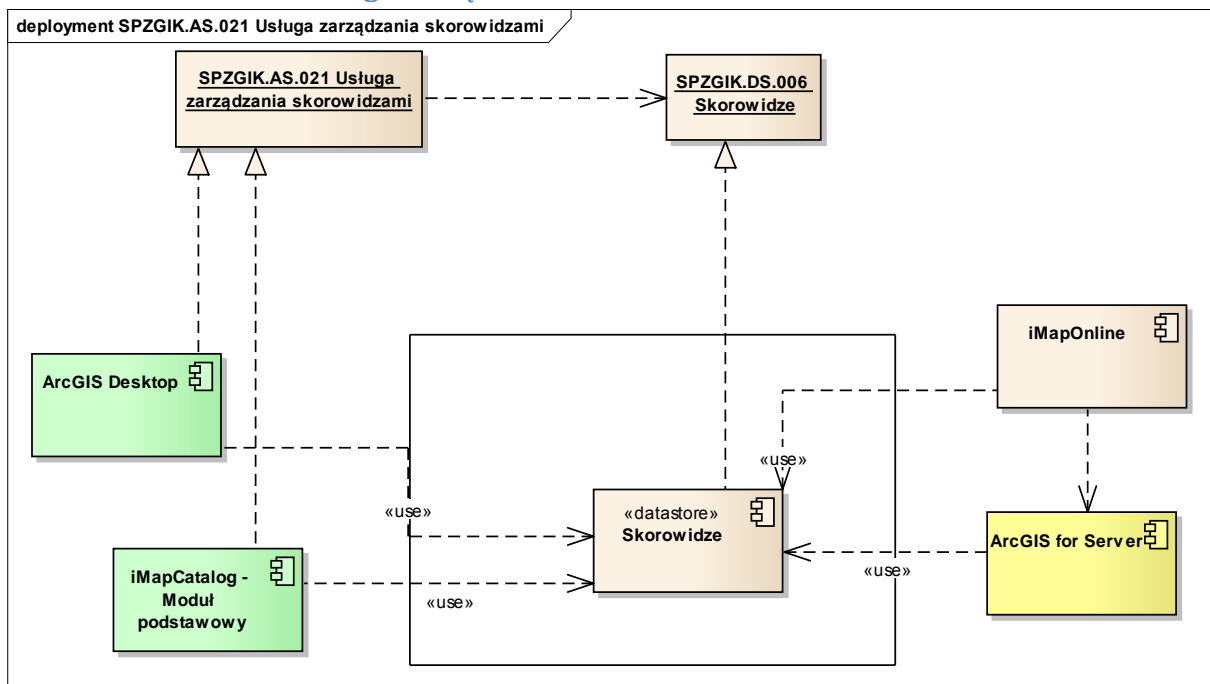 deployment SPZGIK.AS.021 Usługa zarządzania skorowidzami
SPZGIK.AS.021 Usługa
zarządzania skorowidzami
SPZGIK.DS.006
Skorowidze
iMapOnline
ArcGIS Desktop
«use»
«use»
«datastore»
Skorowidze
ArcGIS for Server
«use»
iMapCatalog -
Moduł
podstawowy
«use»